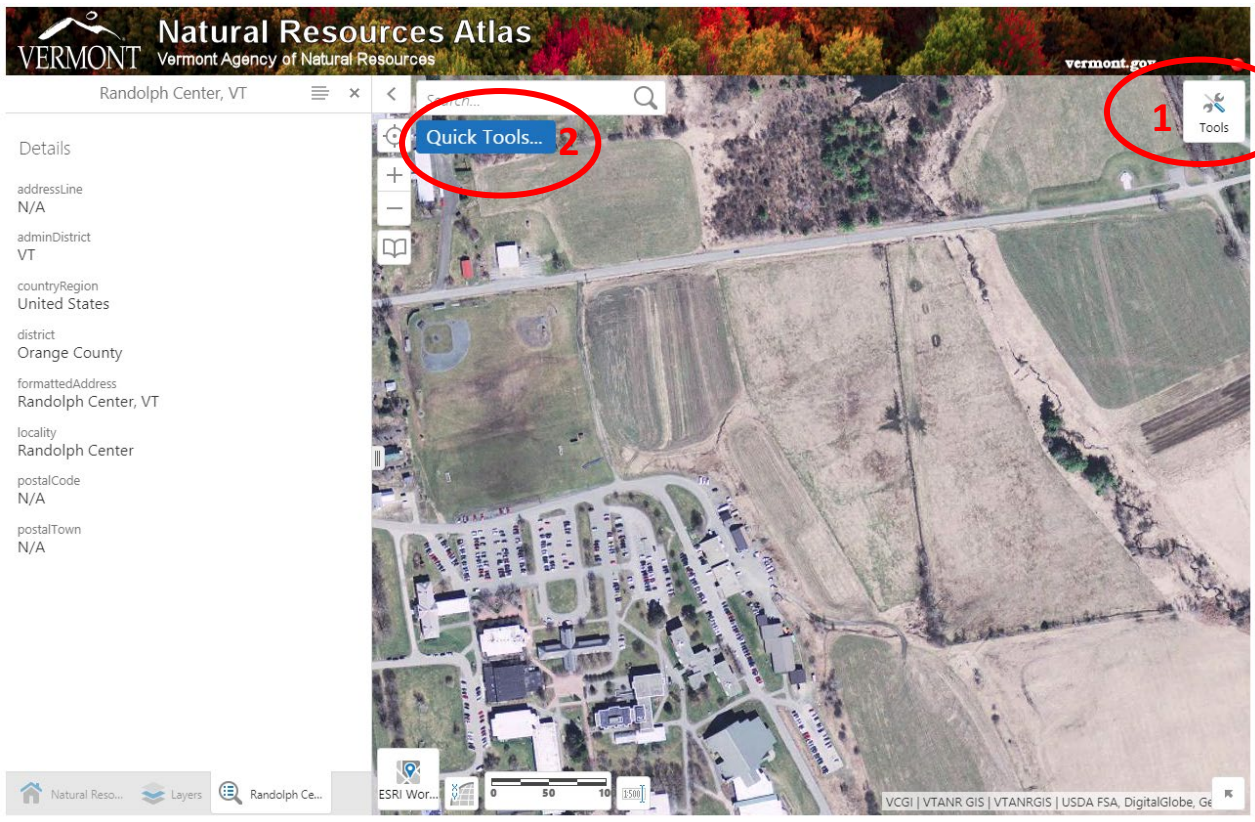 Natural Resources Atlas
VERMONT Vermont Agency of Natural Resources
vermont.gov
Randolph Center, VT
Search...
1
Tools
Quick Tools...
2
Details
addressLine
N/A
adminDistrict
VT
countryRegion
United States
district
Orange County
formattedAddress
Randolph Center, VT
locality
Randolph Center
postalCode
N/A
postalTown
N/A
Natural Reso...
Layers
Randolph Ce...
ESRI Wor...
0 50 10
1:500
VCGI | VTANR GIS | VTANRGIS | USDA FSA, DigitalGlobe, Ge